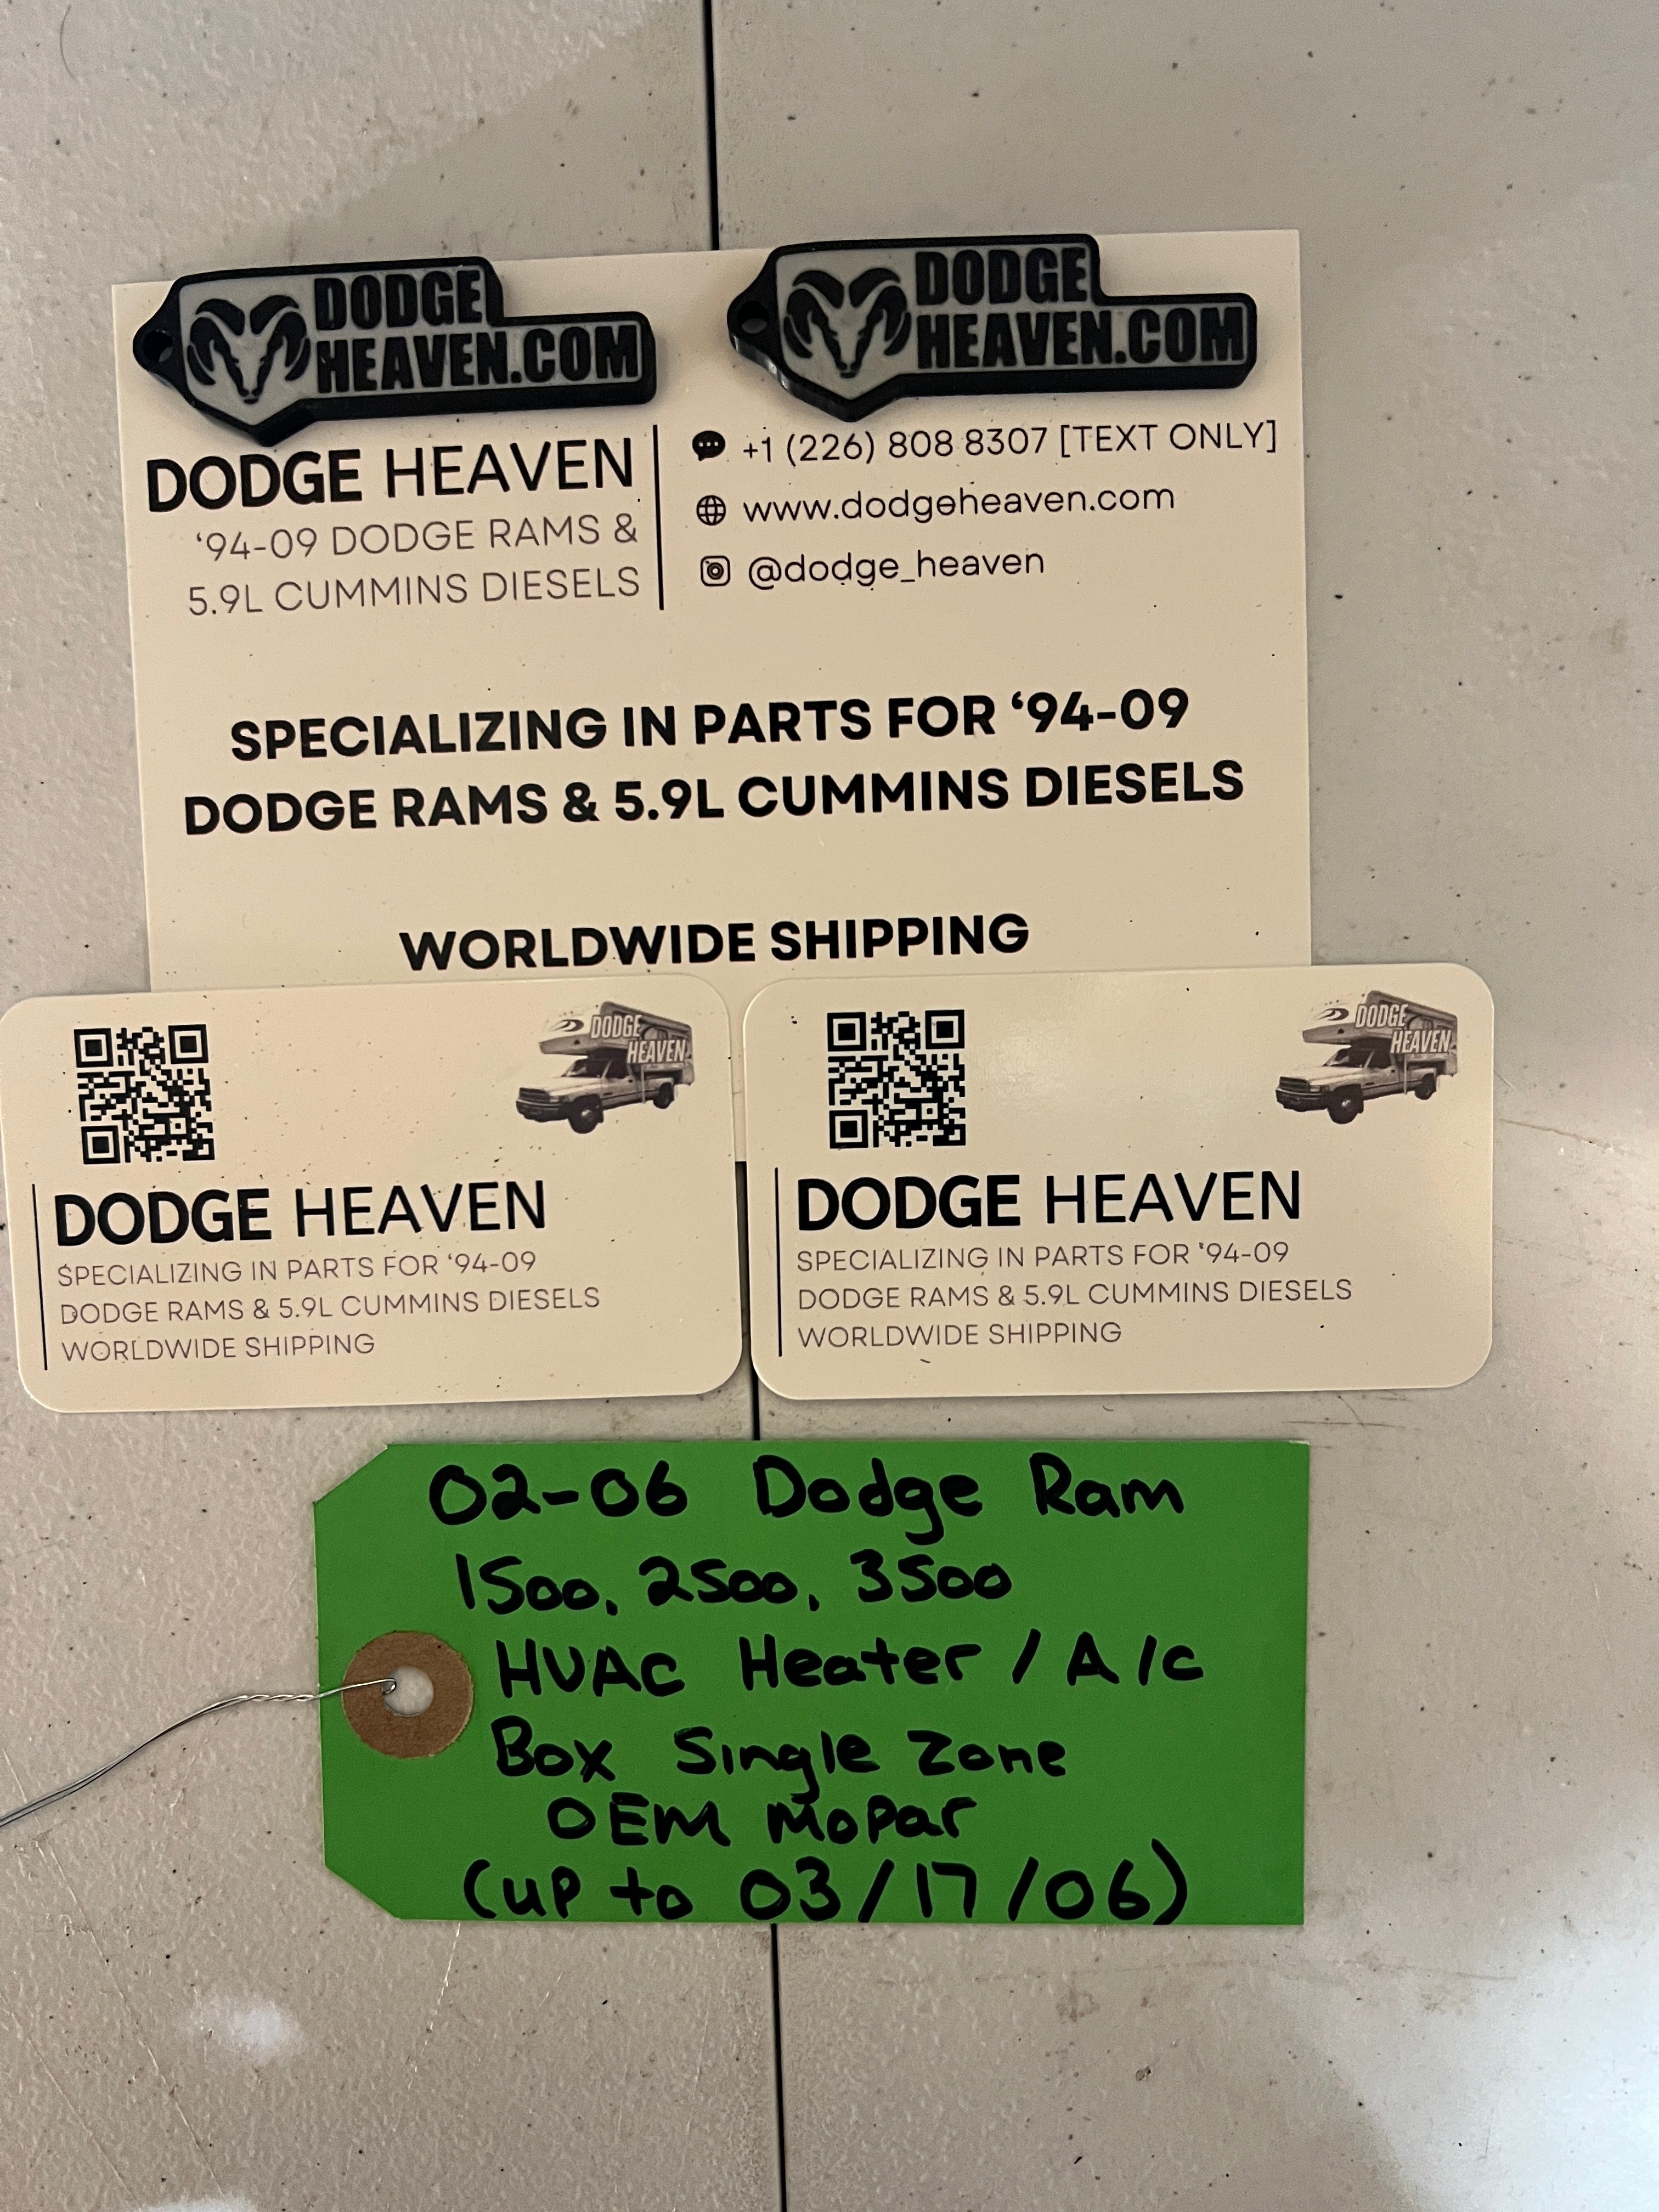 DODGE
HEAVEN.COM
DODGE
HEAVEN.COM
DODGE HEAVEN
‘94-09 DODGE RAMS &
5.9L CUMMINS DIESELS
+1 (226) 808 8307 [TEXT ONLY]
www.dodgeheaven.com
@dodge_heaven
SPECIALIZING IN PARTS FOR ‘94-09
DODGE RAMS & 5.9L CUMMINS DIESELS
WORLDWIDE SHIPPING
DODGE
HEAVEN
DODGE HEAVEN
SPECIALIZING IN PARTS FOR ‘94-09
DODGE RAMS & 5.9L CUMMINS DIESELS
WORLDWIDE SHIPPING
DODGE
HEAVEN
DODGE HEAVEN
SPECIALIZING IN PARTS FOR ‘94-09
DODGE RAMS & 5.9L CUMMINS DIESELS
WORLDWIDE SHIPPING
02-06 Dodge Ram
1500, 2500, 3500
HVAC Heater / A/C
Box Single Zone
OEM Mopar
(up to 03/17/06)